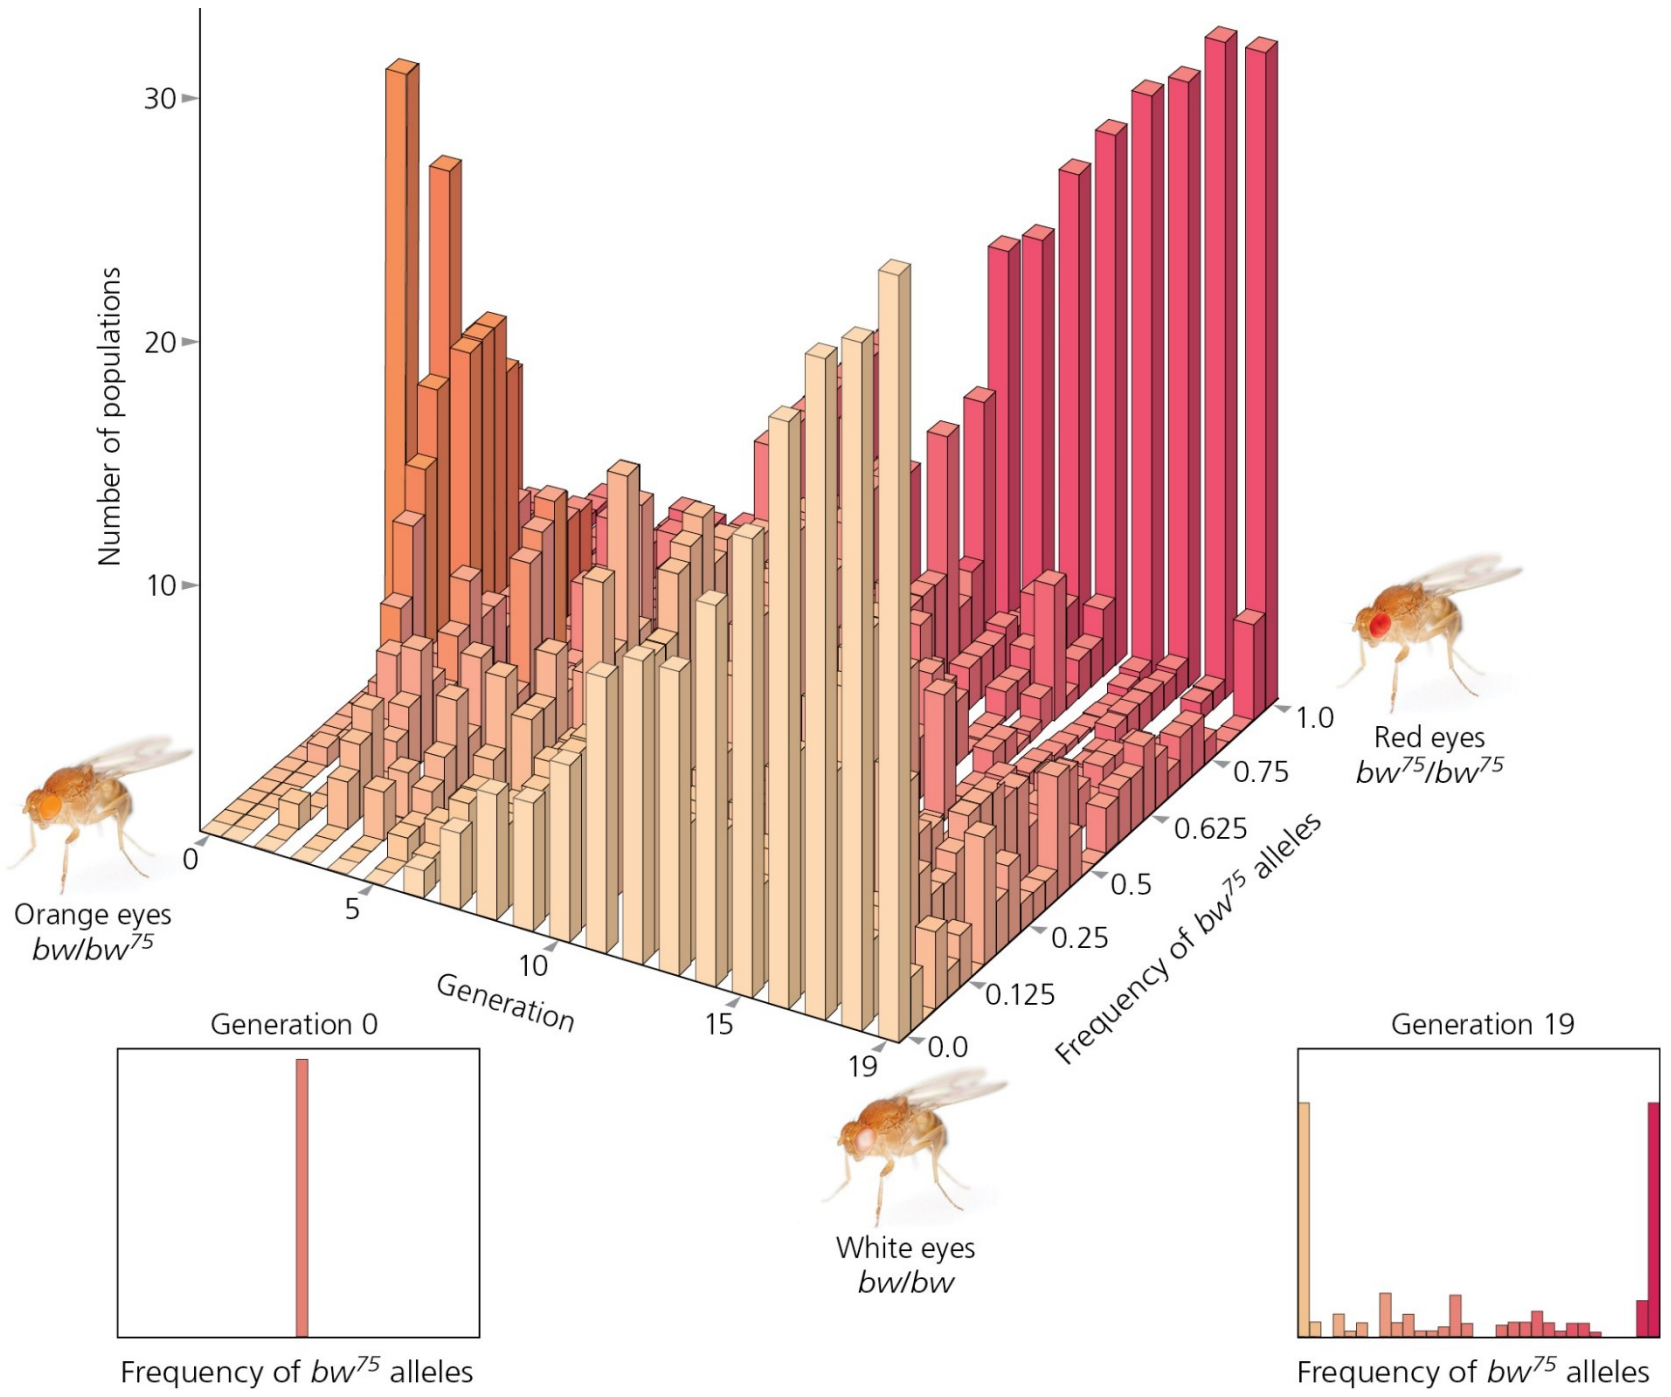 30
20
10
Number of populations
0
5
10
15
19
Generation
0.0
0.125
0.25
0.5
0.625
0.75
1.0
Frequency of bw⁷⁵ alleles
Orange eyes
bw/bw⁷⁵
Red eyes
bw⁷⁵/bw⁷⁵
White eyes
bw/bw
Generation 0
Frequency of bw⁷⁵ alleles
Generation 19
Frequency of bw⁷⁵ alleles